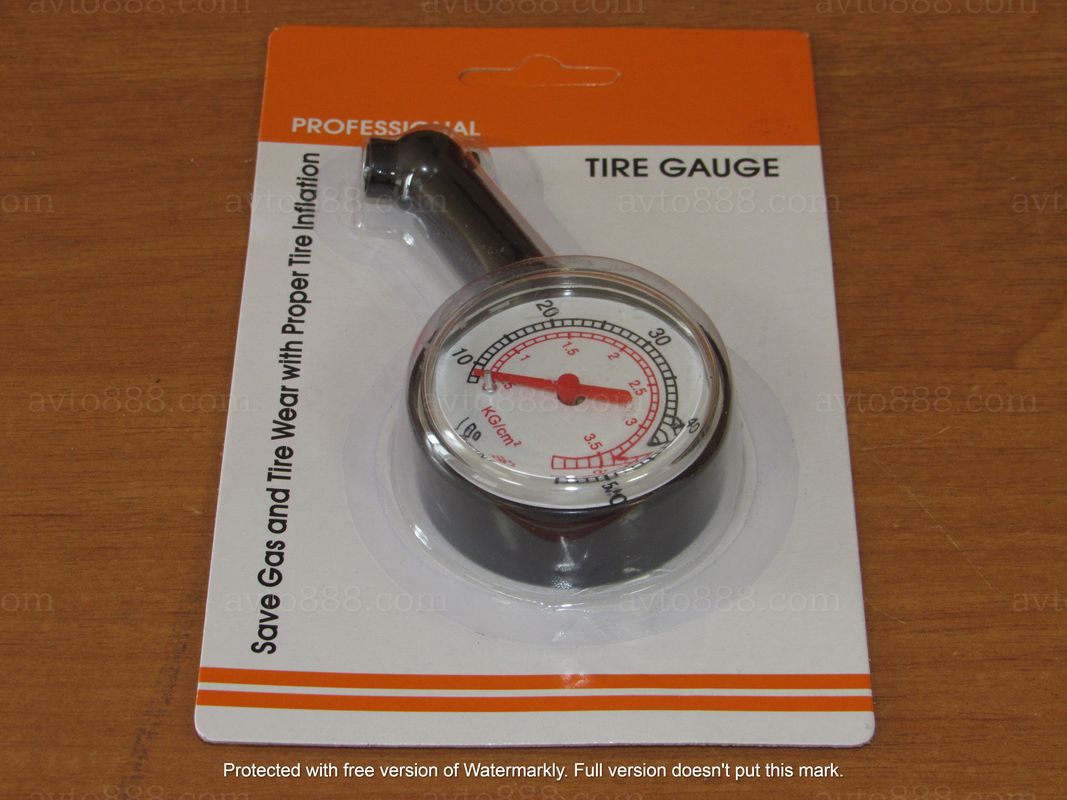 PROFESSIONAL
TIRE GAUGE
Save Gas and Tire Wear with Proper Tire Inflation
10
20
30
40
1
1.5
2
2.5
3
3.5
KG/cm²
avto888.com
Protected with free version of Watermarkly. Full version doesn't put this mark.